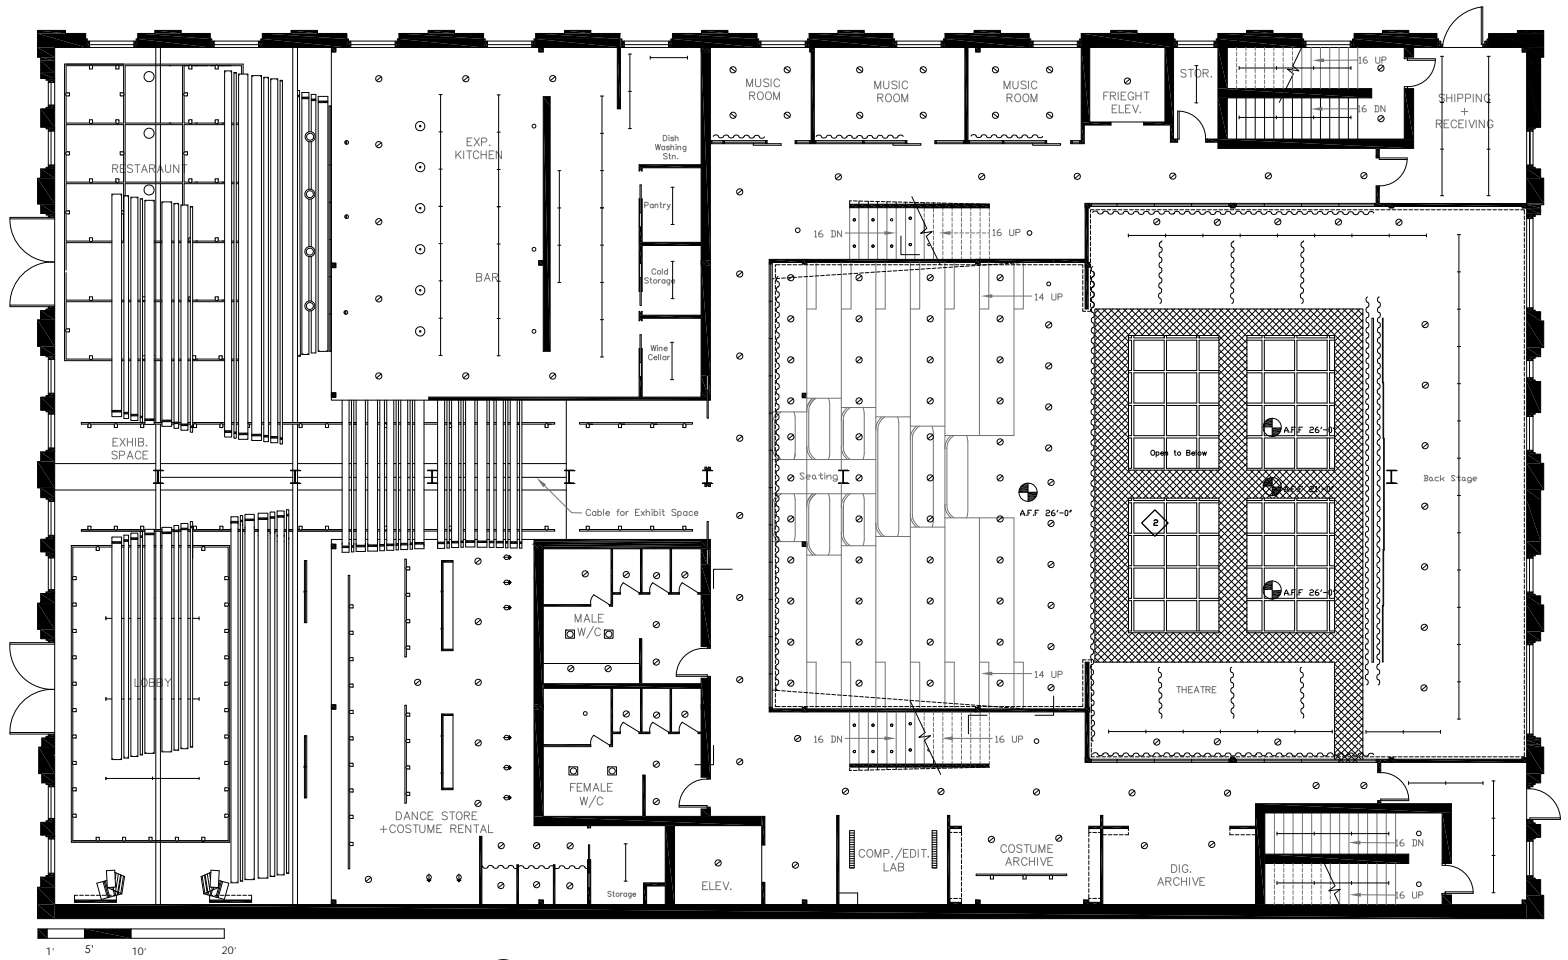 16 UP
MUSIC
ROOM
MUSIC
ROOM
MUSIC
ROOM
STOR.
FRIEGHT
ELEV.
SHIPPING
+
RECEIVING
16 DN
EXP.
KITCHEN
Dish
Washing
Stn.
RESTARAUNT
Pantry
16 DN
16 UP
BAR
Cold
Storage
14 UP
Wine
Cellar
EXHIB.
SPACE
A.F.F 26'-0"
Open to Below
Seating
Back Stage
A.F.F 26'-0"
Cable for Exhibit Space
2
A.F.F 26'-0"
MALE
W/C
LOBBY
14 UP
THEATRE
16 DN
16 UP
FEMALE
W/C
DANCE STORE
+COSTUME RENTAL
COMP./EDIT.
LAB
COSTUME
ARCHIVE
16 DN
DIG.
ARCHIVE
ELEV.
Storage
16 UP
1'
5'
10'
20'